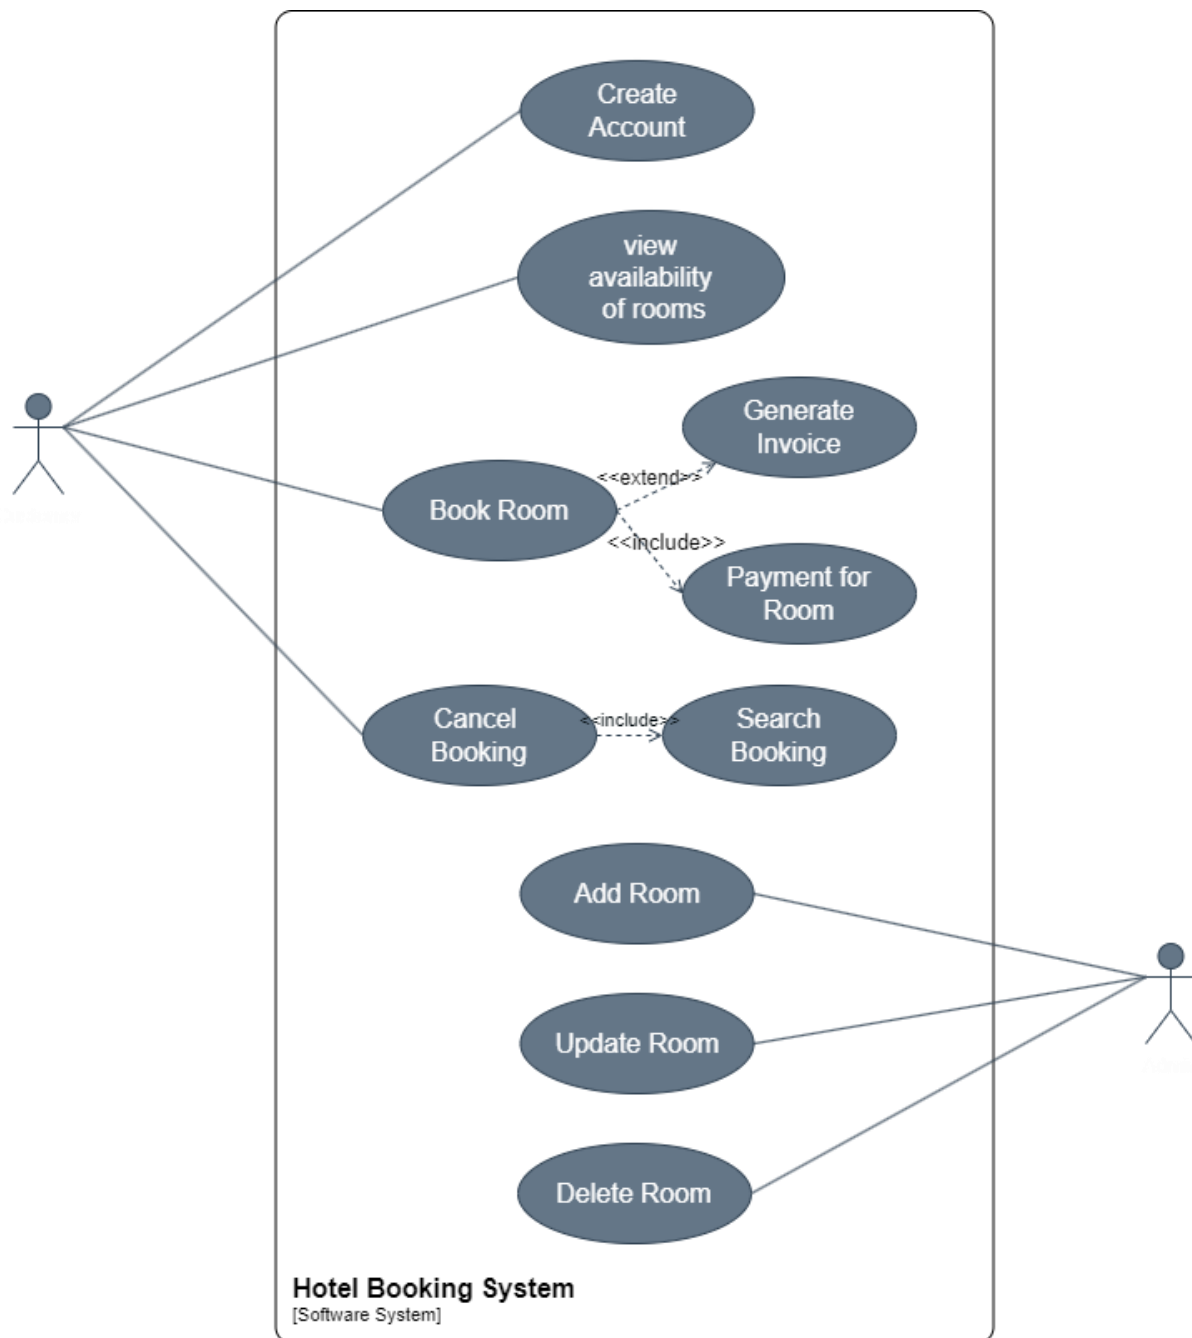 Create
Account
view
availability
of rooms
Generate
Invoice
<<extend>>
Book Room
<<include>>
Payment for
Room
Cancel
Booking
<<include>>
Search
Booking
Add Room
Update Room
Delete Room
Hotel Booking System
[Software System]